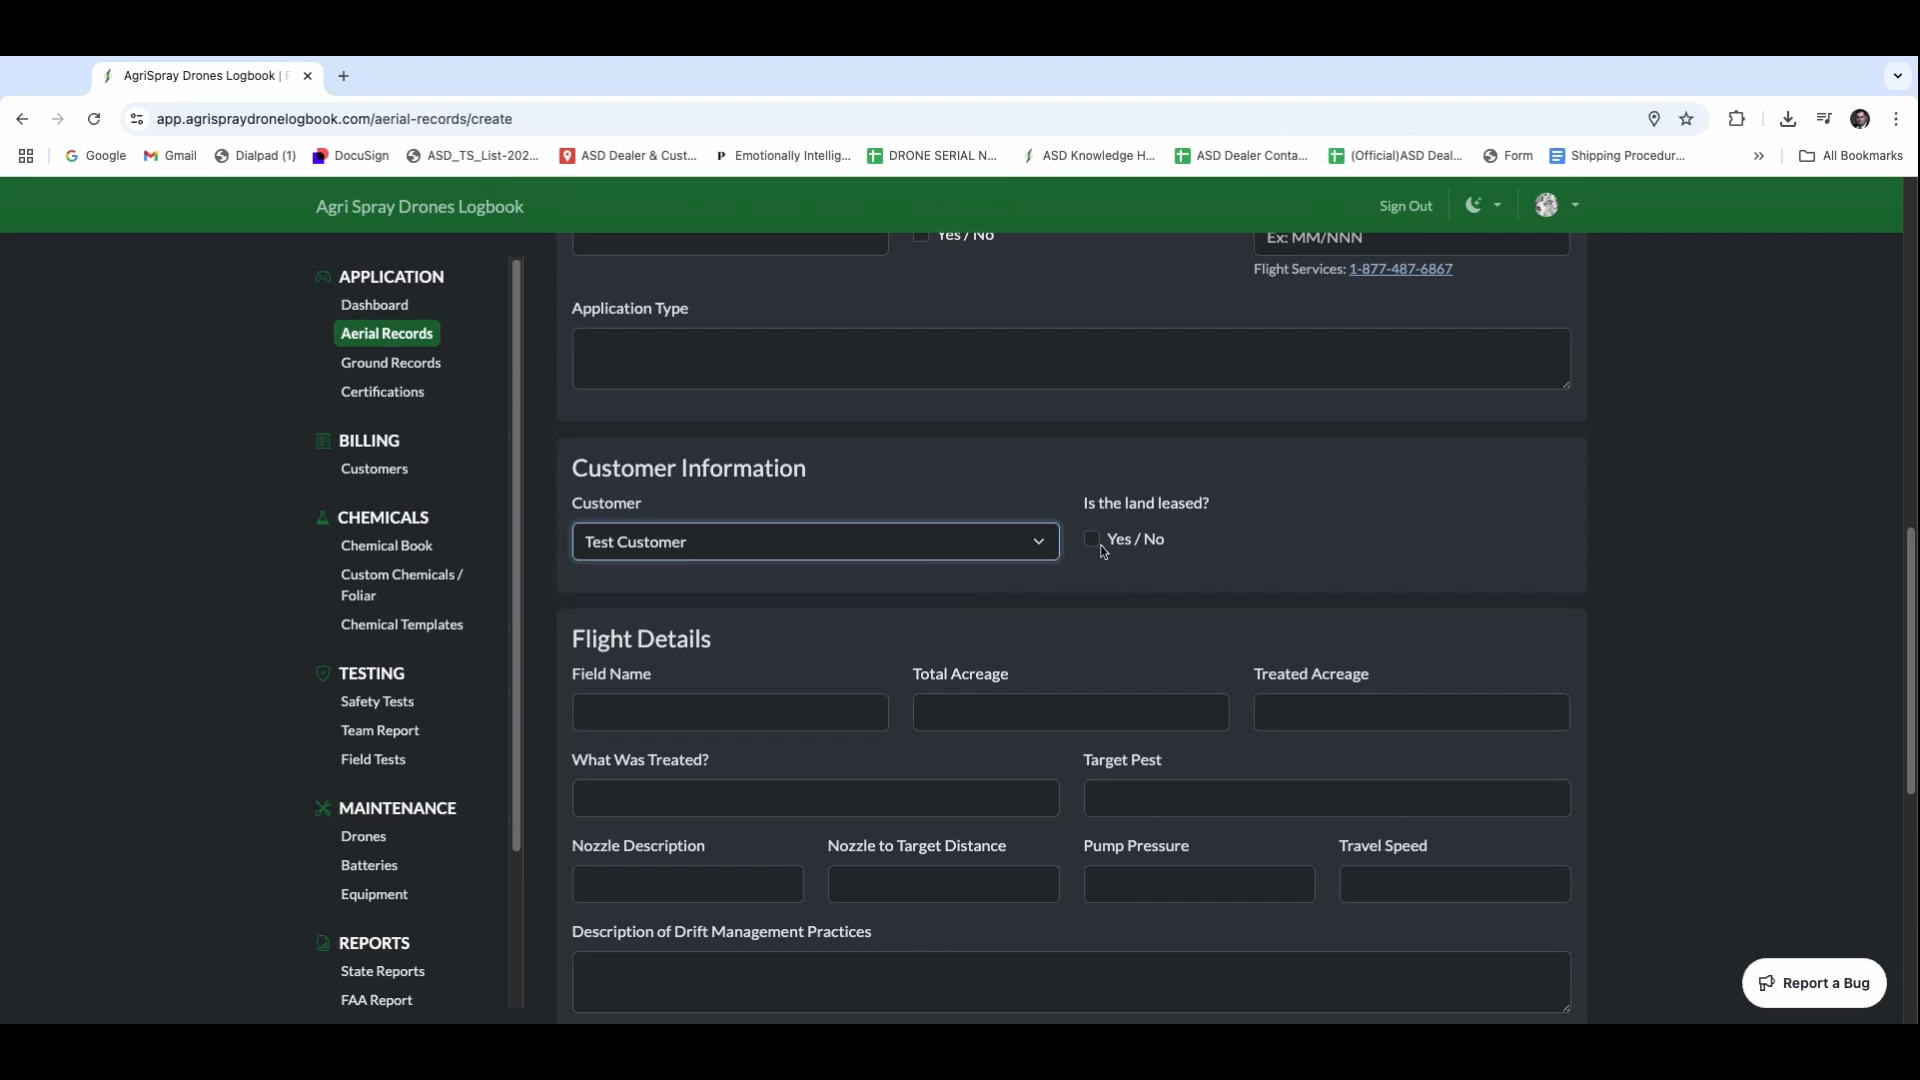 AgriSpray Drones Logbook |
app.agrispraydronelogbook.com/aerial-records/create
Google
Gmail
Dialpad (1)
DocuSign
ASD_TS_List-202...
ASD Dealer & Cust...
Emotionally Intellig...
DRONE SERIAL N...
ASD Knowledge H...
ASD Dealer Conta...
(Official)ASD Deal...
Form
Shipping Procedur...
All Bookmarks
Agri Spray Drones Logbook
Sign Out
APPLICATION
Dashboard
Aerial Records
Ground Records
Certifications
BILLING
Customers
CHEMICALS
Chemical Book
Custom Chemicals /
Foliar
Chemical Templates
TESTING
Safety Tests
Team Report
Field Tests
MAINTENANCE
Drones
Batteries
Equipment
REPORTS
State Reports
FAA Report
Yes / No
Ex: MM/NNN
Flight Services: 1-877-487-6867
Application Type
Customer Information
Customer
Is the land leased?
Test Customer
Yes / No
Flight Details
Field Name
Total Acreage
Treated Acreage
What Was Treated?
Target Pest
Nozzle Description
Nozzle to Target Distance
Pump Pressure
Travel Speed
Description of Drift Management Practices
Report a Bug